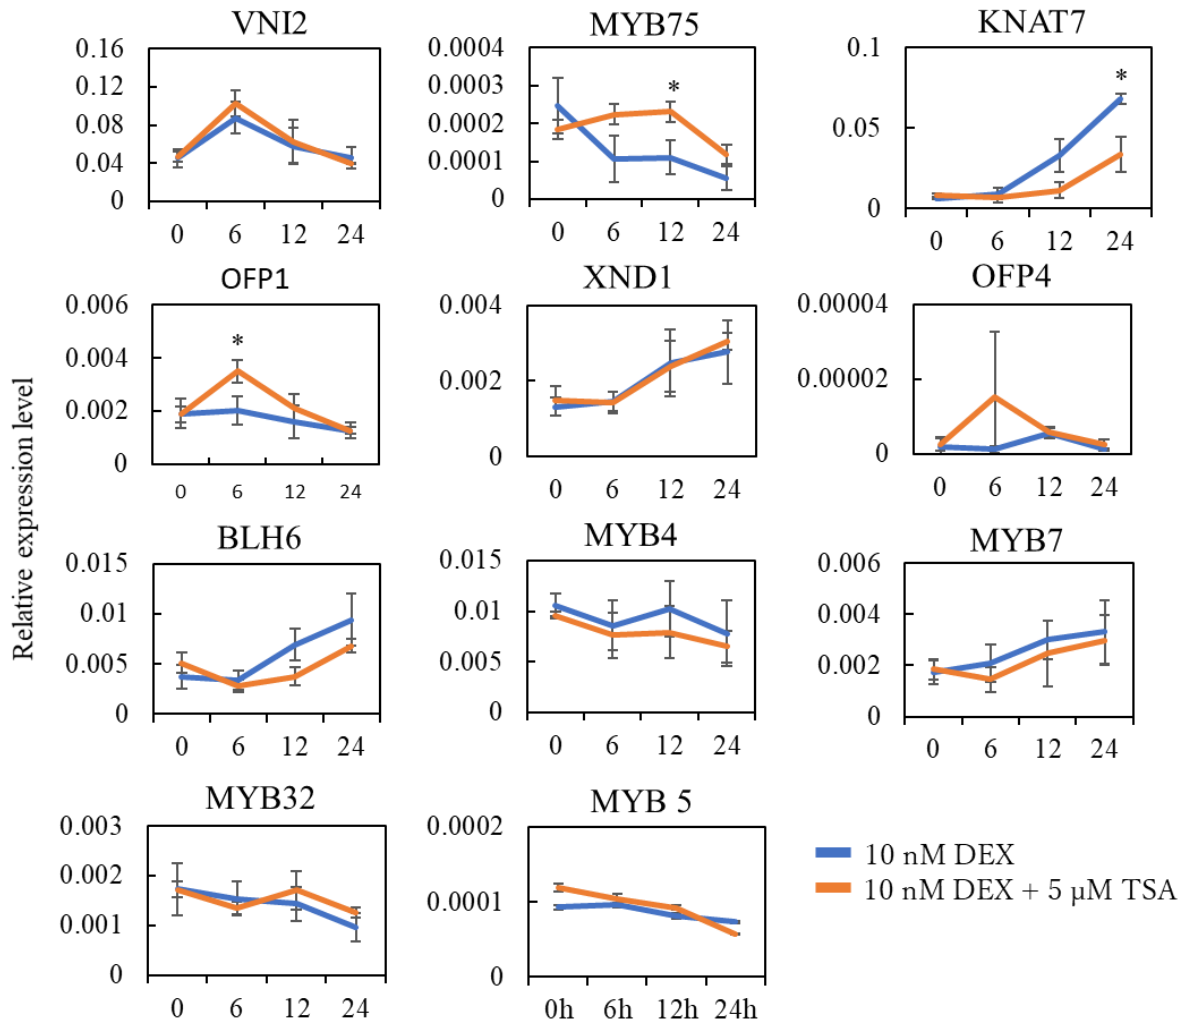 VNI2 MYB75 KNAT7
0.16 0.0004 0.1
0.12 0.0003
0.08 0.0002 0.05
0.04 0.0001
0 0 0
* *
0 6 12 24 0 6 12 24 0 6 12 24
OFP1 XND1 OFP4
0.006 0.004 0.00004
0.004 0.002 0.00002
0.002
0 0 0
*
0 6 12 24 0 6 12 24 0 6 12 24
Relative expression level
BLH6 MYB4 MYB7
0.015 0.015 0.006
0.01 0.01 0.004
0.005 0.005 0.002
0 0 0
0 6 12 24 0 6 12 24 0 6 12 24
MYB32 MYB 5
0.003 0.0002
0.002 0.0001
0.001
0 0
0 6 12 24 0h 6h 12h 24h
10 nM DEX
10 nM DEX + 5 µM TSA